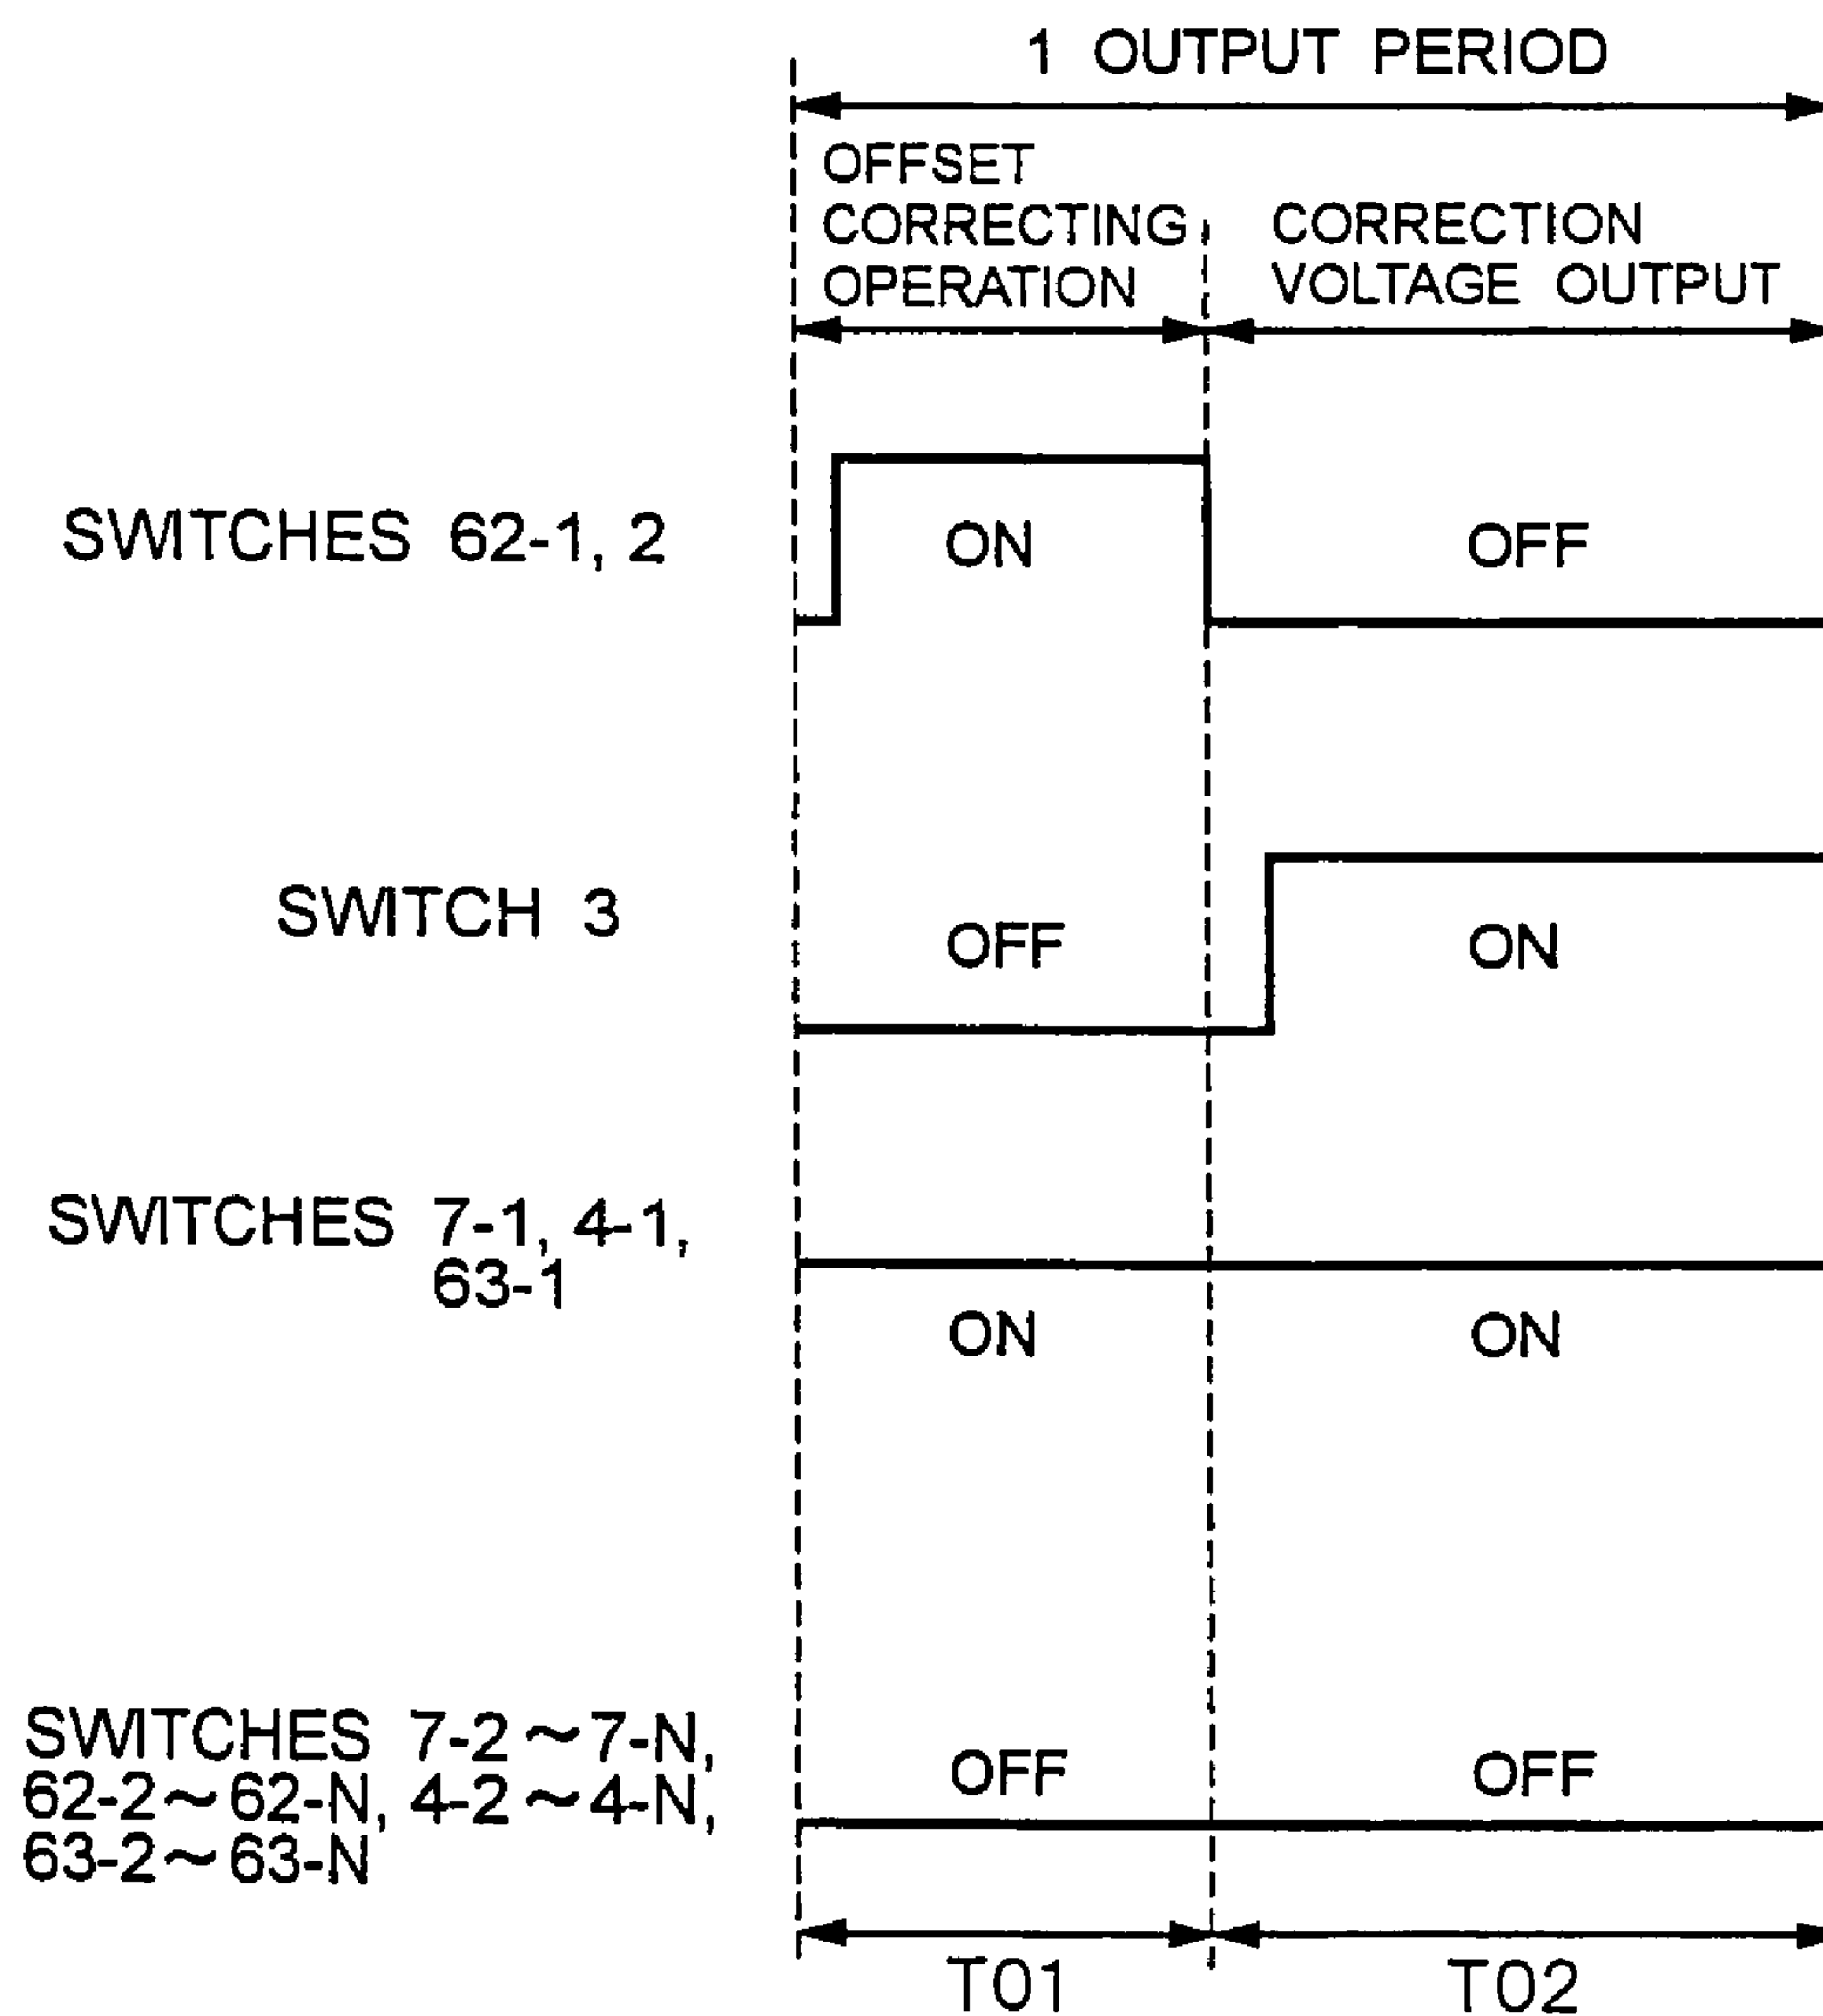 1 OUTPUT PERIOD
OFFSET
CORRECTING
OPERATION
CORRECTION
VOLTAGE OUTPUT
SWITCHES 62-1, 2
ON
OFF
SWITCH 3
OFF
ON
SWITCHES 7-1, 4-1,
63-1
ON
ON
SWITCHES 7-2~7-N,
62-2~62-N, 4-2~4-N,
63-2~63-N
OFF
OFF
T01
T02